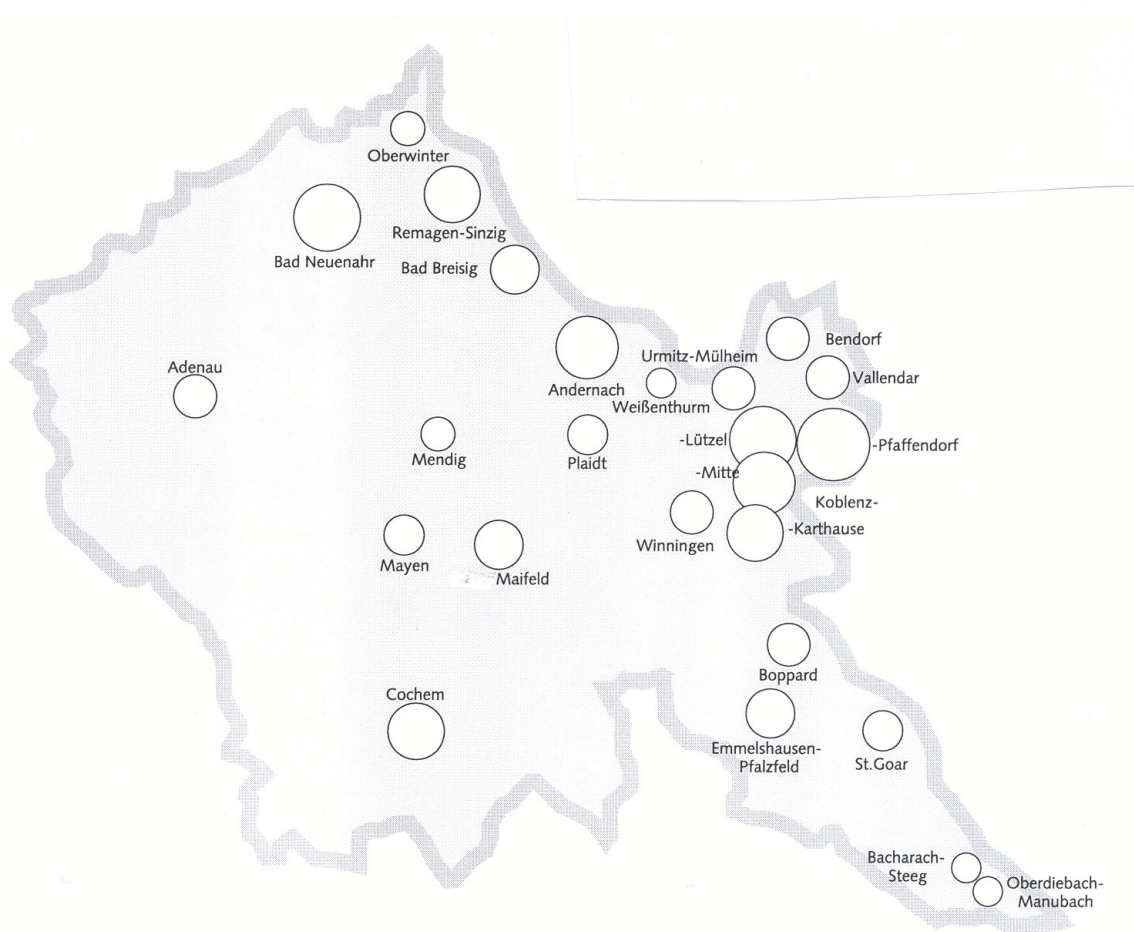 Oberwinter
Remagen-Sinzig
Bad Neuenahr
Bad Breisig
Bendorf
Urmitz-Mülheim
Adenau
Vallendar
Andernach
Weißenthurm
-Lützel
-Pfaffendorf
Mendig
Plaidt
-Mitte
Koblenz-
-Karthause
Winningen
Mayen
Maifeld
Boppard
Cochem
Emmelshausen-
Pfalzfeld
St.Goar
Bacharach-
Steeg
Oberdiebach-
Manubach